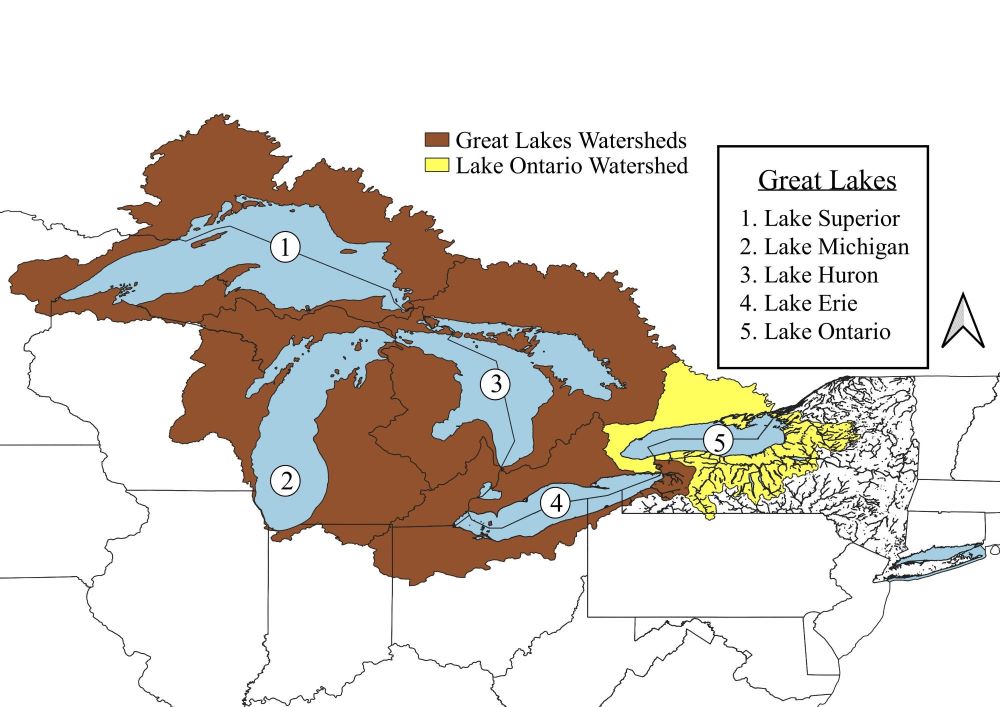 Great Lakes Watersheds
Lake Ontario Watershed
Great Lakes
1. Lake Superior
2. Lake Michigan
3. Lake Huron
4. Lake Erie
5. Lake Ontario
1
2
3
4
5